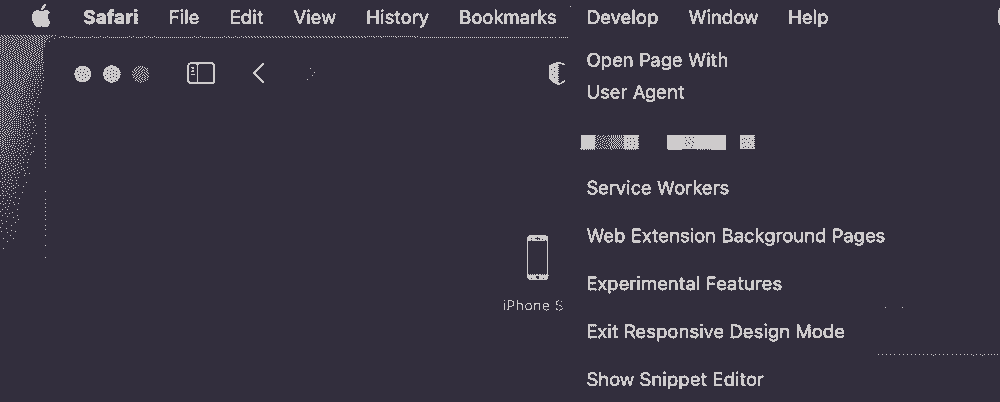 Safari File Edit View History Bookmarks Develop Window Help
Open Page With
User Agent
Service Workers
Web Extension Background Pages
Experimental Features
iPhone S
Exit Responsive Design Mode
Show Snippet Editor